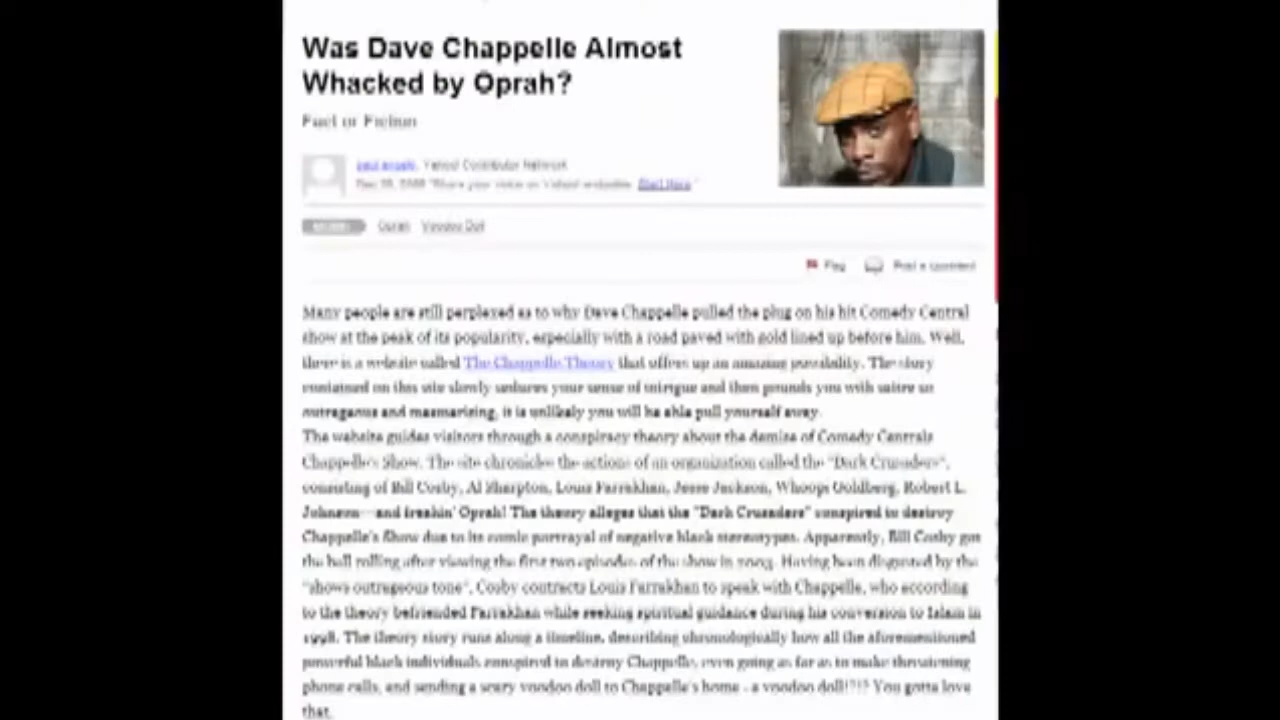 Was Dave Chappelle Almost
Whacked by Oprah?
Fact or Fiction
Yahoo! Contributor Network
"Share your voice on Yahoo! websites. Start Here."
Oprah Voodoo Doll
Flag Post a comment
Many people are still perplexed as to why Dave Chappelle pulled the plug on his hit Comedy Central
show at the peak of its popularity, especially with a road paved with gold lined up before him. Well,
there is a website called The Chappelle Theory that offers up an amazing possibility. The story
contained on this site slowly seduces your sense of intrigue and then pounds you with satire so
outrageous and mesmarizing, it is unlikely you will be able pull yourself away.
The website guides visitors through a conspiracy theory about the demise of Comedy Centrals
Chappelle's Show. The site chronicles the actions of an organization called the "Dark Crusaders",
consisting of Bill Cosby, Al Sharpton, Louis Farrakhan, Jesse Jackson, Whoopi Goldberg, Robert L.
Johnson—and freakin' Oprah! The theory alleges that the "Dark Crusaders" conspired to destroy
Chappelle's Show due to its comic portrayal of negative black stereotypes. Apparently, Bill Cosby got
the ball rolling after viewing the first two episodes of the show in 2003. Having been disgusted by the
"shows outrageous tone", Cosby contracts Louis Farrakhan to speak with Chappelle, who according
to the theory befriended Farrakhan while seeking spiritual guidance during his conversion to Islam in
1998. The theory story runs along a timeline, describing chronologically how all the aforementioned
powerful black individuals conspired to destroy Chappelle, even going as far as to make threatening
phone calls, and sending a scary voodoo doll to Chappelle's home - a voodoo doll!?!? You gotta love
that.